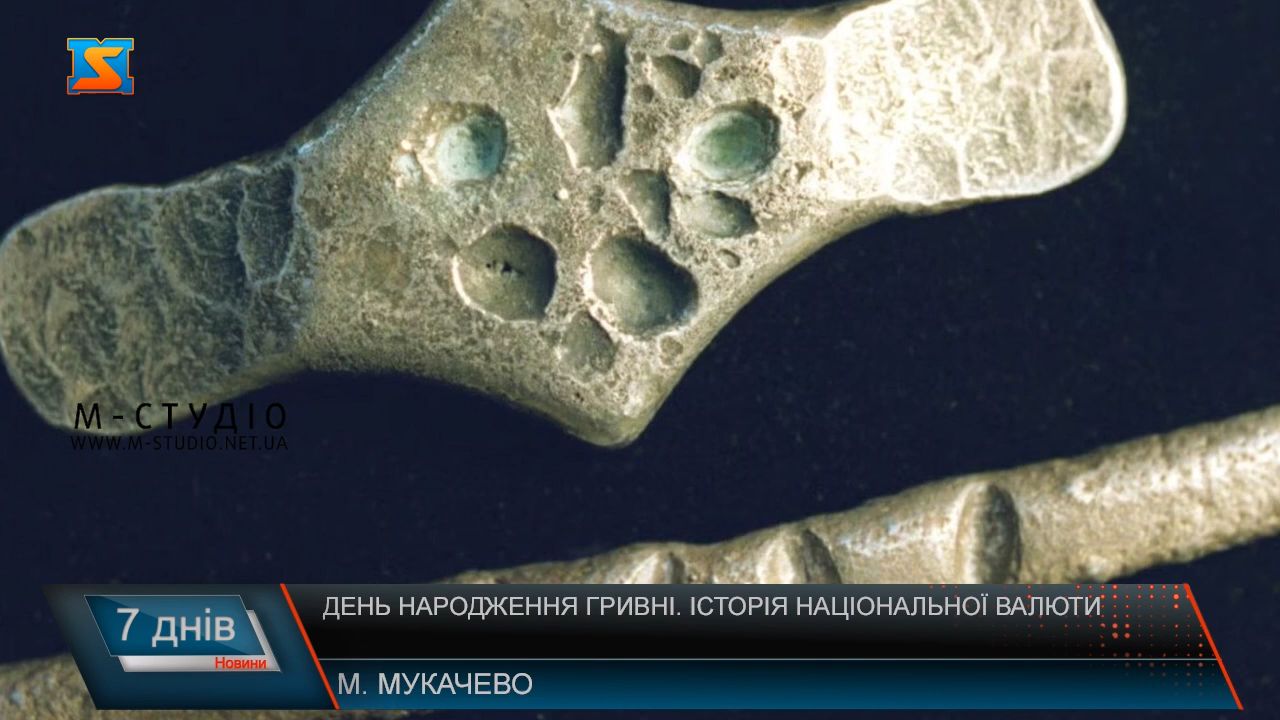 М-СТУДІО
WWW.M-STUDIO.NET.UA
7 днів
Новини
ДЕНЬ НАРОДЖЕННЯ ГРИВНІ. ІСТОРІЯ НАЦІОНАЛЬНОЇ ВАЛЮТИ
М. МУКАЧЕВО